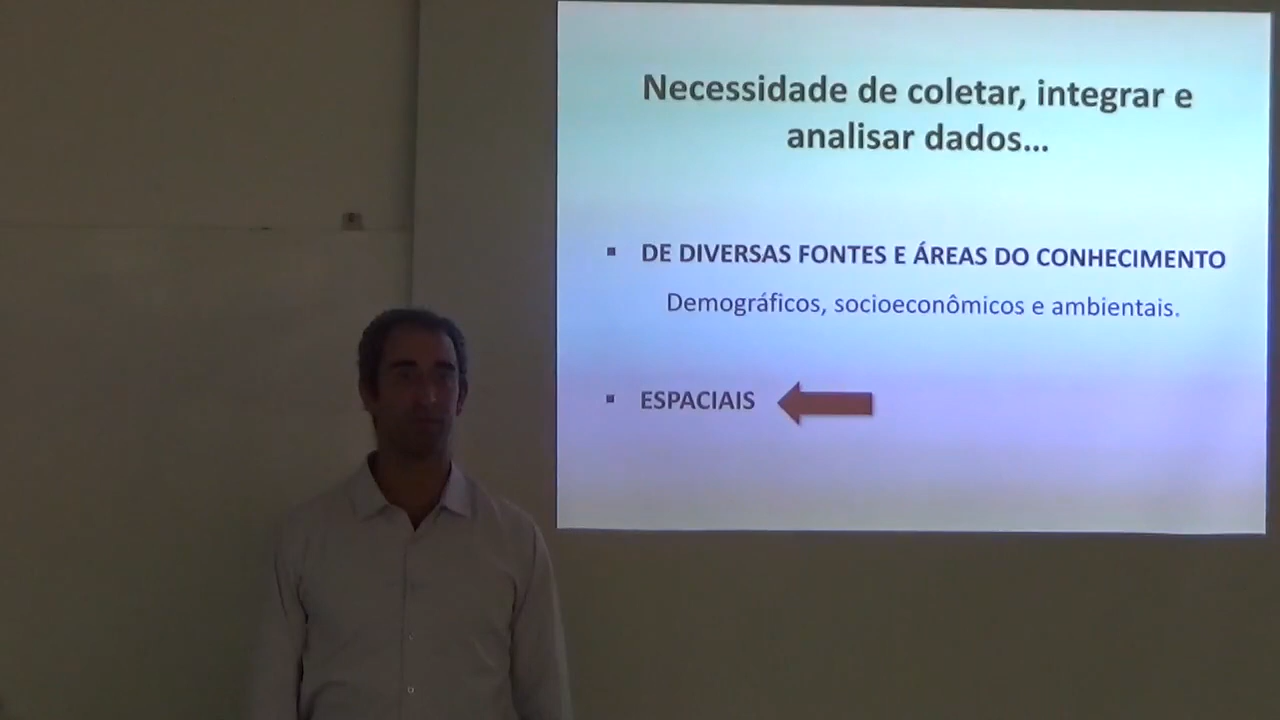 Necessidade de coletar, integrar e
analisar dados...
▪ DE DIVERSAS FONTES E ÁREAS DO CONHECIMENTO
Demográficos, socioeconômicos e ambientais.
▪ ESPACIAIS